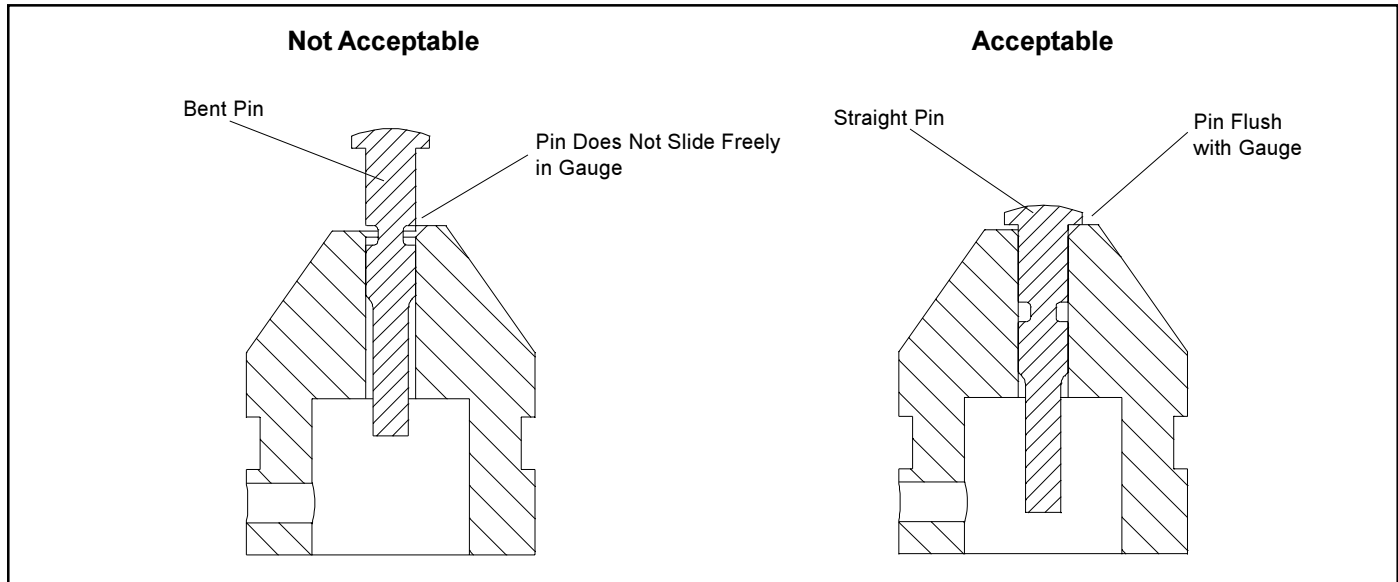 Not Acceptable
Bent Pin
Pin Does Not Slide Freely
in Gauge
Acceptable
Straight Pin
Pin Flush
with Gauge